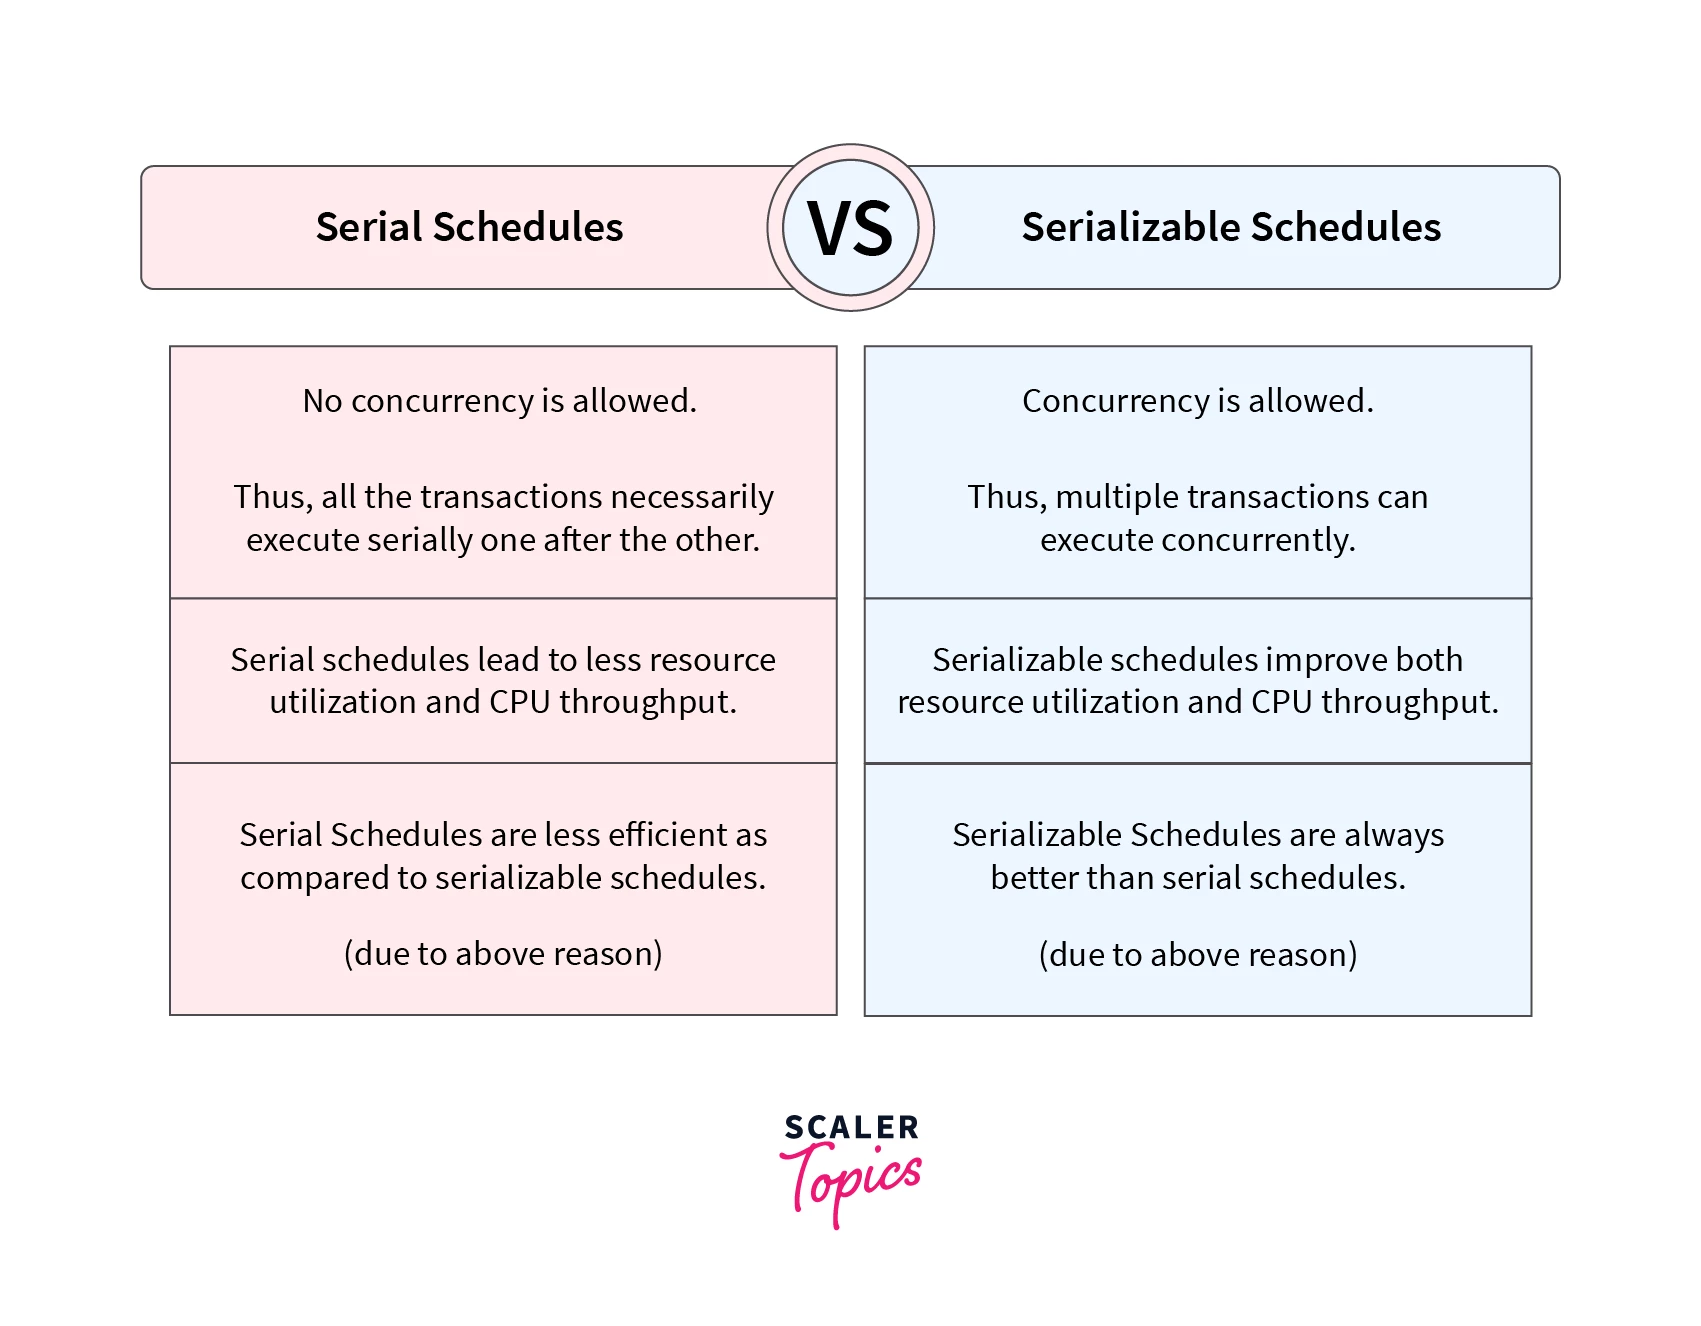 Serial Schedules
VS
Serializable Schedules
No concurrency is allowed.
Thus, all the transactions necessarily
execute serially one after the other.
Concurrency is allowed.
Thus, multiple transactions can
execute concurrently.
Serial schedules lead to less resource
utilization and CPU throughput.
Serializable schedules improve both
resource utilization and CPU throughput.
Serial Schedules are less efficient as
compared to serializable schedules.
(due to above reason)
Serializable Schedules are always
better than serial schedules.
(due to above reason)
SCALER
Topics